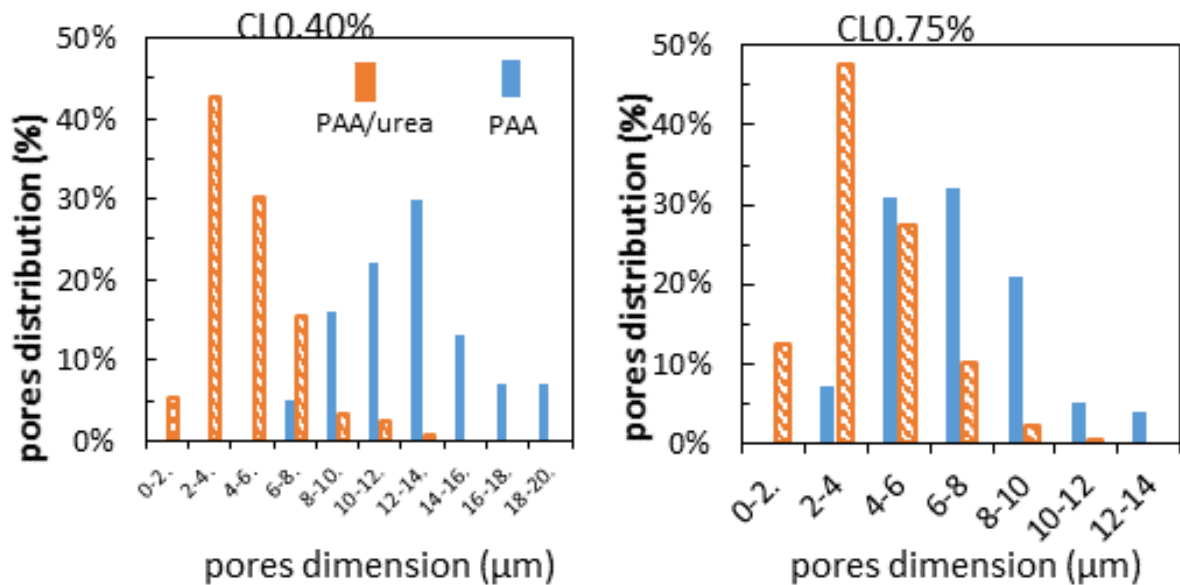 CL0.40%
50%
40%
30%
20%
10%
0%
pores distribution (%)
PAA/urea PAA
0-2. 2-4. 4-6. 6-8. 8-10. 10-12. 12-14. 14-16. 16-18. 18-20.
pores dimension (μm)
CL0.75%
50%
40%
30%
20%
10%
0%
pores distribution (%)
0-2. 2-4 4-6 6-8 8-10 10-12 12-14
pores dimension (μm)